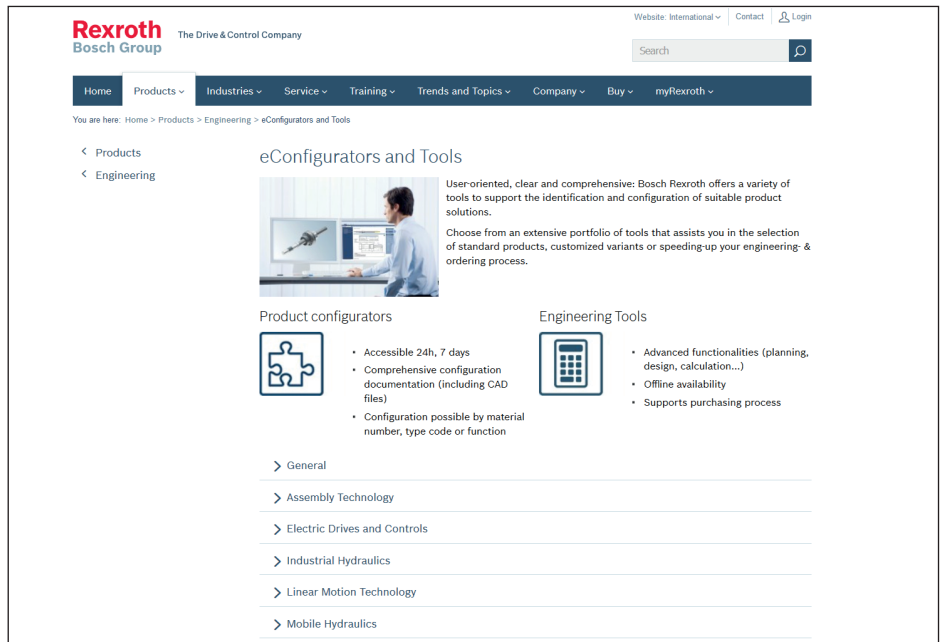 Website: International
Contact
Login
Rexroth
Bosch Group
The Drive & Control Company
Search
Home
Products
Industries
Service
Training
Trends and Topics
Company
Buy
myRexroth
You are here: Home > Products > Engineering > eConfigurators and Tools
Products
Engineering
eConfigurators and Tools
User-oriented, clear and comprehensive: Bosch Rexroth offers a variety of
tools to support the identification and configuration of suitable product
solutions.
Choose from an extensive portfolio of tools that assists you in the selection
of standard products, customized variants or speeding-up your engineering- &
ordering process.
Product configurators
• Accessible 24h, 7 days
• Comprehensive configuration
documentation (including CAD
files)
• Configuration possible by material
number, type code or function
Engineering Tools
• Advanced functionalities (planning,
design, calculation...)
• Offline availability
• Supports purchasing process
General
Assembly Technology
Electric Drives and Controls
Industrial Hydraulics
Linear Motion Technology
Mobile Hydraulics